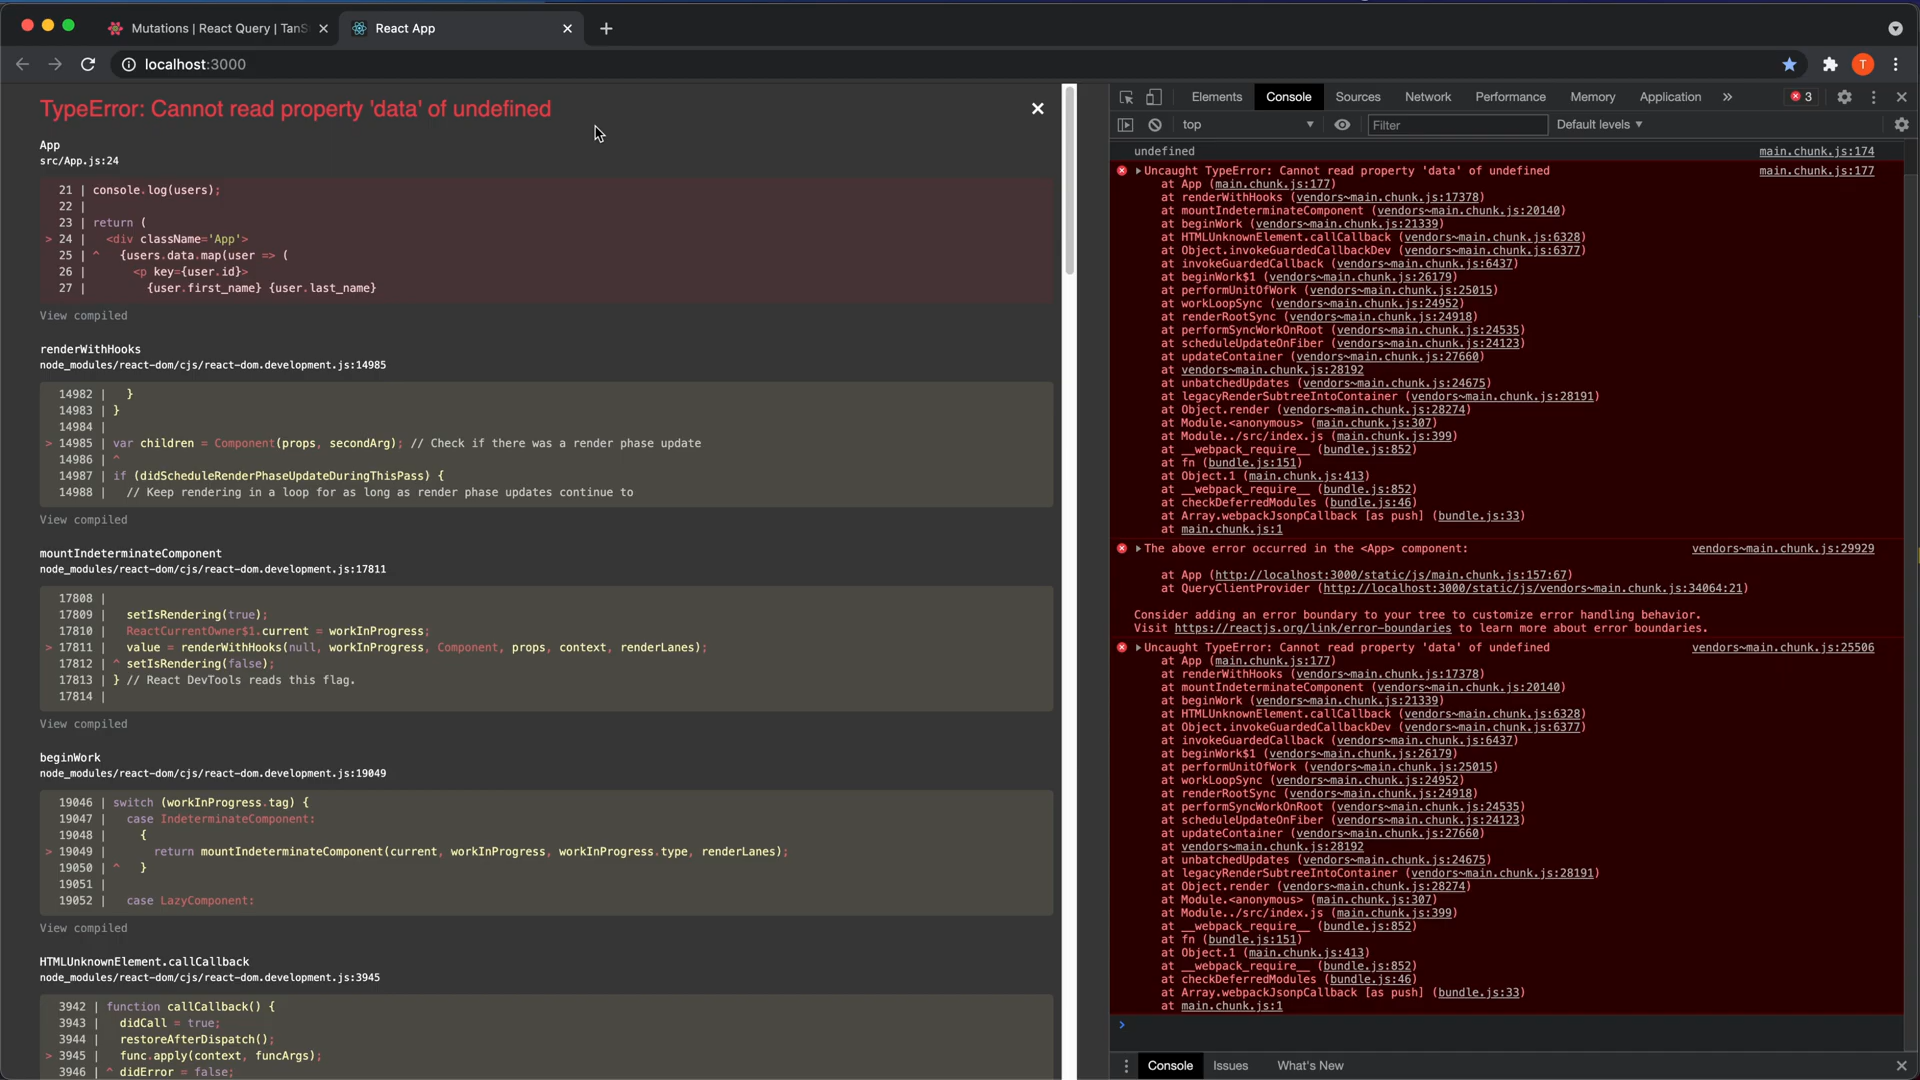 Mutations | React Query | TanS
React App
localhost:3000
T
TypeError: Cannot read property 'data' of undefined
App
src/App.js:24
21 | console.log(users);
22 |
23 | return (
> 24 |   <div className='App'>
25 | ^   {users.data.map(user => (
26 |       <p key={user.id}>
27 |         {user.first_name} {user.last_name}
View compiled
renderWithHooks
node_modules/react-dom/cjs/react-dom.development.js:14985
14982 |   }
14983 | }
14984 |
> 14985 | var children = Component(props, secondArg); // Check if there was a render phase update
14986 | ^
14987 | if (didScheduleRenderPhaseUpdateDuringThisPass) {
14988 |   // Keep rendering in a loop for as long as render phase updates continue to
View compiled
mountIndeterminateComponent
node_modules/react-dom/cjs/react-dom.development.js:17811
17808 |
17809 |   setIsRendering(true);
17810 |   ReactCurrentOwner$1.current = workInProgress;
> 17811 |   value = renderWithHooks(null, workInProgress, Component, props, context, renderLanes);
17812 | ^ setIsRendering(false);
17813 | } // React DevTools reads this flag.
17814 |
View compiled
beginWork
node_modules/react-dom/cjs/react-dom.development.js:19049
19046 | switch (workInProgress.tag) {
19047 |   case IndeterminateComponent:
19048 |     {
> 19049 |       return mountIndeterminateComponent(current, workInProgress, workInProgress.type, renderLanes);
19050 | ^   }
19051 |
19052 |   case LazyComponent:
View compiled
HTMLUnknownElement.callCallback
node_modules/react-dom/cjs/react-dom.development.js:3945
3942 | function callCallback() {
3943 |   didCall = true;
3944 |   restoreAfterDispatch();
> 3945 |   func.apply(context, funcArgs);
3946 | ^ didError = false;
Elements Console Sources Network Performance Memory Application » 3
top Filter Default levels
undefined main.chunk.js:174
Uncaught TypeError: Cannot read property 'data' of undefined main.chunk.js:177
at App (main.chunk.js:177)
at renderWithHooks (vendors~main.chunk.js:17378)
at mountIndeterminateComponent (vendors~main.chunk.js:20140)
at beginWork (vendors~main.chunk.js:21339)
at HTMLUnknownElement.callCallback (vendors~main.chunk.js:6328)
at Object.invokeGuardedCallbackDev (vendors~main.chunk.js:6377)
at invokeGuardedCallback (vendors~main.chunk.js:6437)
at beginWork$1 (vendors~main.chunk.js:26179)
at performUnitOfWork (vendors~main.chunk.js:25015)
at workLoopSync (vendors~main.chunk.js:24952)
at renderRootSync (vendors~main.chunk.js:24918)
at performSyncWorkOnRoot (vendors~main.chunk.js:24535)
at scheduleUpdateOnFiber (vendors~main.chunk.js:24123)
at updateContainer (vendors~main.chunk.js:27660)
at vendors~main.chunk.js:28192
at unbatchedUpdates (vendors~main.chunk.js:24675)
at legacyRenderSubtreeIntoContainer (vendors~main.chunk.js:28191)
at Object.render (vendors~main.chunk.js:28274)
at Module.<anonymous> (main.chunk.js:307)
at Module../src/index.js (main.chunk.js:399)
at __webpack_require__ (bundle.js:852)
at fn (bundle.js:151)
at Object.1 (main.chunk.js:413)
at __webpack_require__ (bundle.js:852)
at checkDeferredModules (bundle.js:46)
at Array.webpackJsonpCallback [as push] (bundle.js:33)
at main.chunk.js:1
The above error occurred in the <App> component: vendors~main.chunk.js:29929
at App (http://localhost:3000/static/js/main.chunk.js:157:67)
at QueryClientProvider (http://localhost:3000/static/js/vendors~main.chunk.js:34064:21)
Consider adding an error boundary to your tree to customize error handling behavior.
Visit https://reactjs.org/link/error-boundaries to learn more about error boundaries.
Uncaught TypeError: Cannot read property 'data' of undefined vendors~main.chunk.js:25506
at App (main.chunk.js:177)
at renderWithHooks (vendors~main.chunk.js:17378)
at mountIndeterminateComponent (vendors~main.chunk.js:20140)
at beginWork (vendors~main.chunk.js:21339)
at HTMLUnknownElement.callCallback (vendors~main.chunk.js:6328)
at Object.invokeGuardedCallbackDev (vendors~main.chunk.js:6377)
at invokeGuardedCallback (vendors~main.chunk.js:6437)
at beginWork$1 (vendors~main.chunk.js:26179)
at performUnitOfWork (vendors~main.chunk.js:25015)
at workLoopSync (vendors~main.chunk.js:24952)
at renderRootSync (vendors~main.chunk.js:24918)
at performSyncWorkOnRoot (vendors~main.chunk.js:24535)
at scheduleUpdateOnFiber (vendors~main.chunk.js:24123)
at updateContainer (vendors~main.chunk.js:27660)
at vendors~main.chunk.js:28192
at unbatchedUpdates (vendors~main.chunk.js:24675)
at legacyRenderSubtreeIntoContainer (vendors~main.chunk.js:28191)
at Object.render (vendors~main.chunk.js:28274)
at Module.<anonymous> (main.chunk.js:307)
at Module../src/index.js (main.chunk.js:399)
at __webpack_require__ (bundle.js:852)
at fn (bundle.js:151)
at Object.1 (main.chunk.js:413)
at __webpack_require__ (bundle.js:852)
at checkDeferredModules (bundle.js:46)
at Array.webpackJsonpCallback [as push] (bundle.js:33)
at main.chunk.js:1
Console Issues What's New